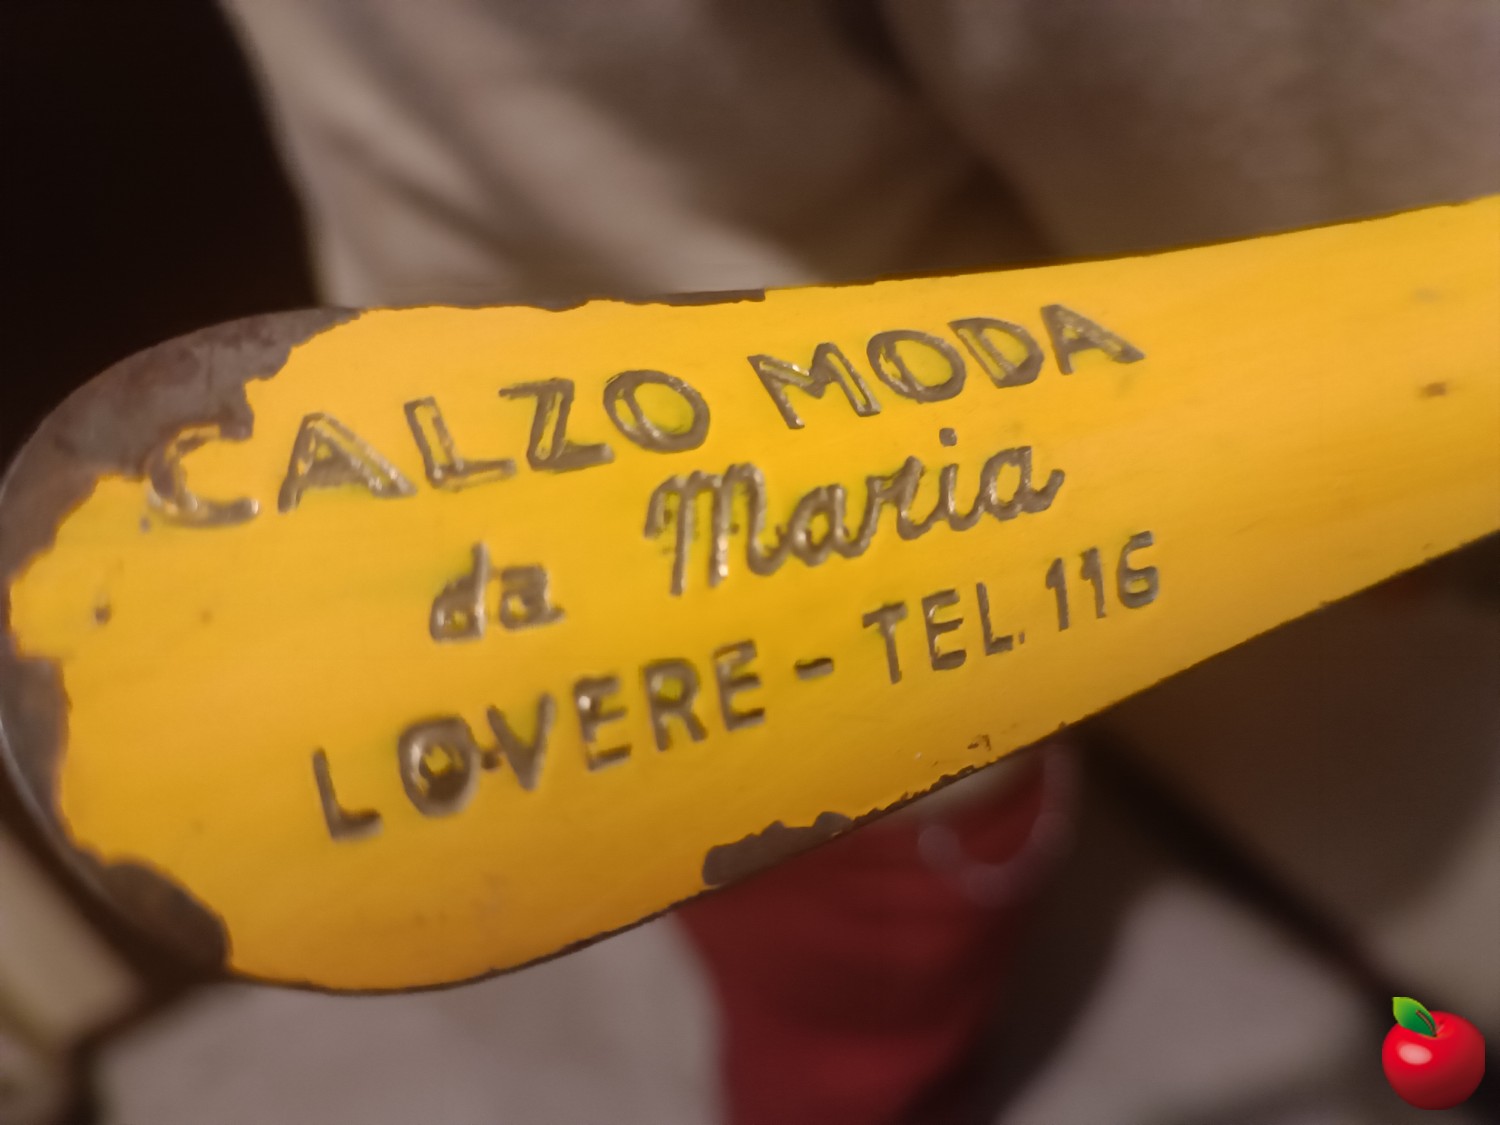 CALZO MODA
da Maria
LOVERE - TEL. 116